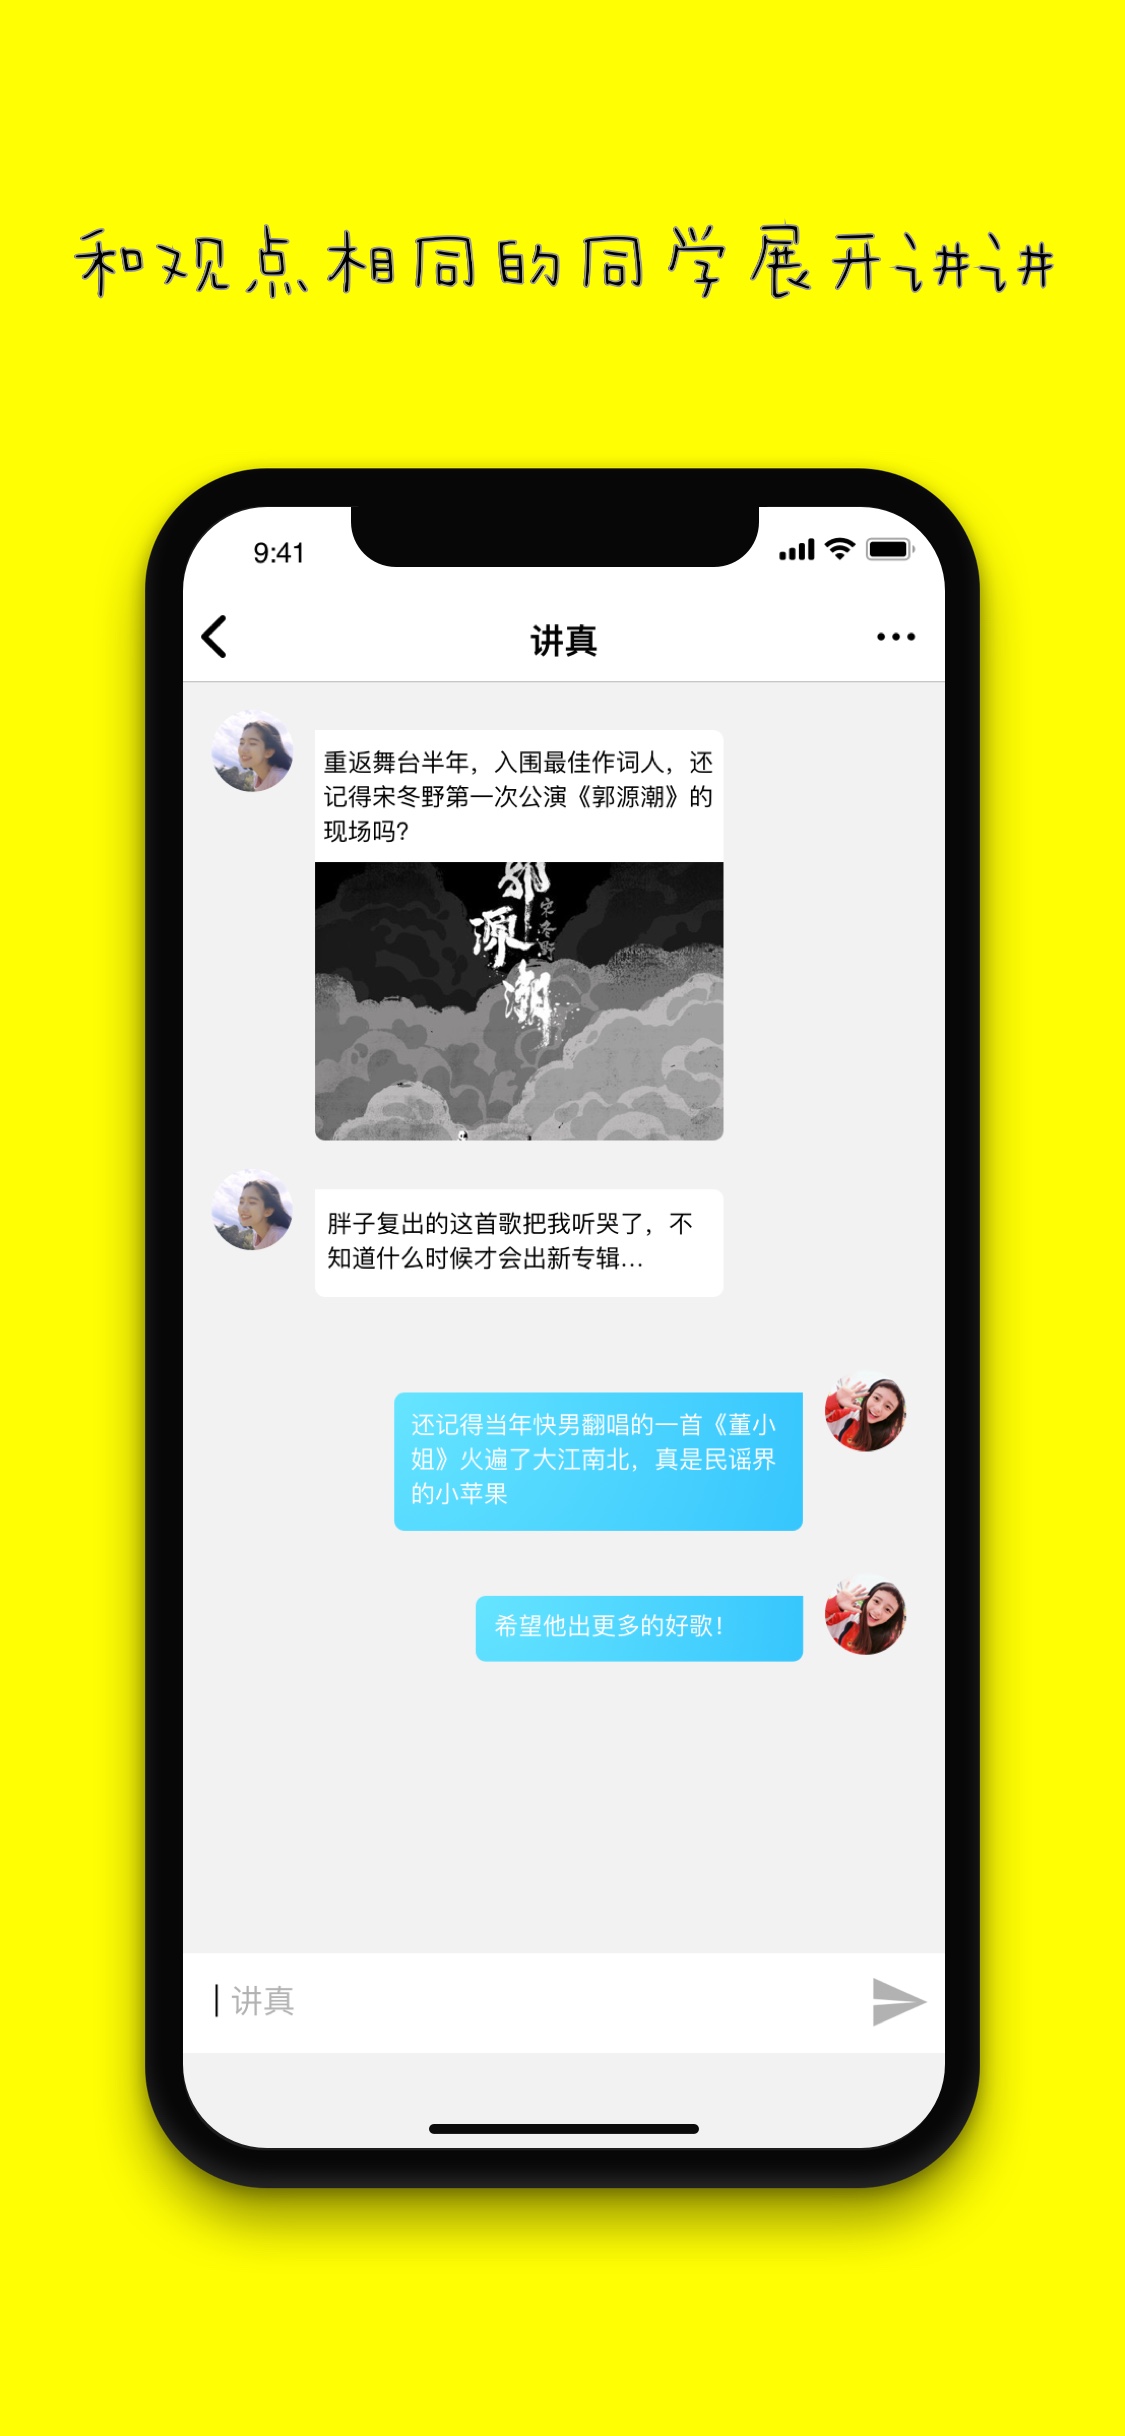 和观点相同的同学展开讲讲
9:41
讲真
重返舞台半年，入围最佳作词人，还
记得宋冬野第一次公演《郭源潮》的
现场吗？
郭
源
潮
宋冬野
胖子复出的这首歌把我听哭了，不
知道什么时候才会出新专辑…
还记得当年快男翻唱的一首《董小
姐》火遍了大江南北，真是民谣界
的小苹果
希望他出更多的好歌！
讲真